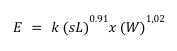 E = k (sL)^0.91 x (W)^1,02